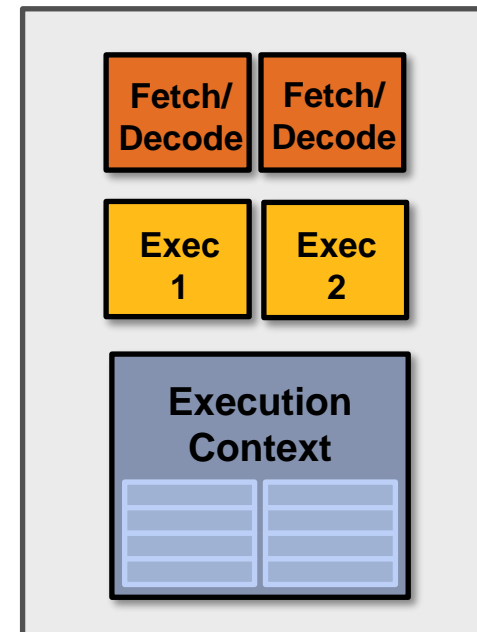 Fetch/
Decode
Fetch/
Decode
Exec
1
Exec
2
Execution
Context